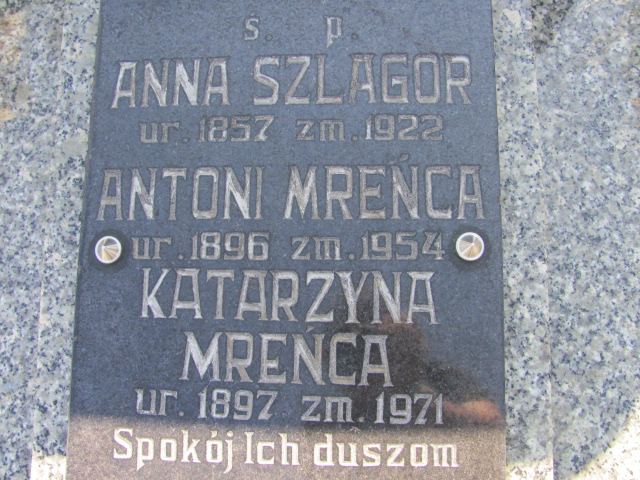 s. p.
ANNA SZLAGOR
ur. 1857 zm. 1922
ANTONI MREŃCA
ur. 1896 zm. 1954
KATARZYNA
MREŃCA
ur. 1897 zm. 1971
Spokój Ich duszom